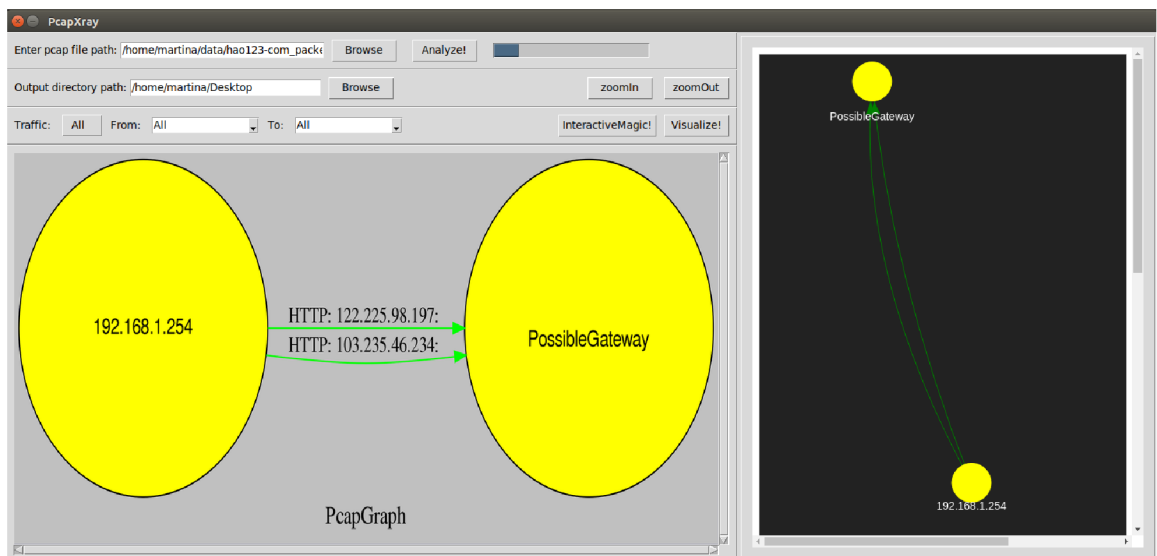 PcapXray
Enter pcap file path: /home/martina/data/hao123-com_packe Browse Analyze!
Output directory path: /home/martina/Desktop Browse zoomIn zoomOut
Traffic: All From: All To: All InteractiveMagic! Visualize!
192.168.1.254
HTTP: 122.225.98.197:
HTTP: 103.235.46.234:
PossibleGateway
PcapGraph
PossibleGateway
192.168.1.254